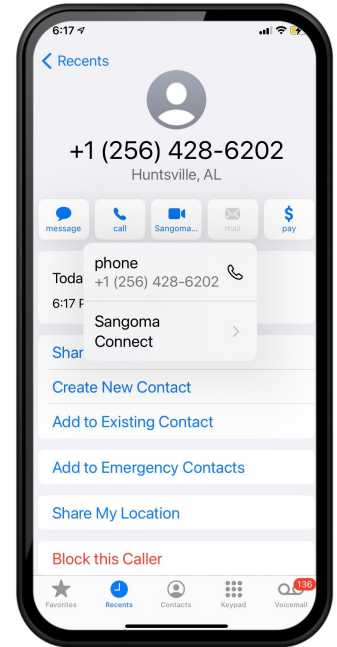 6:17
Recents
+1 (256) 428-6202
Huntsville, AL
message
call
Sangoma...
mail
$
pay
phone
+1 (256) 428-6202
Sangoma
Connect
Toda
6:17 P
Shar
Create New Contact
Add to Existing Contact
Add to Emergency Contacts
Share My Location
Block this Caller
136
Favorites
Recents
Contacts
Keypad
Voicemail